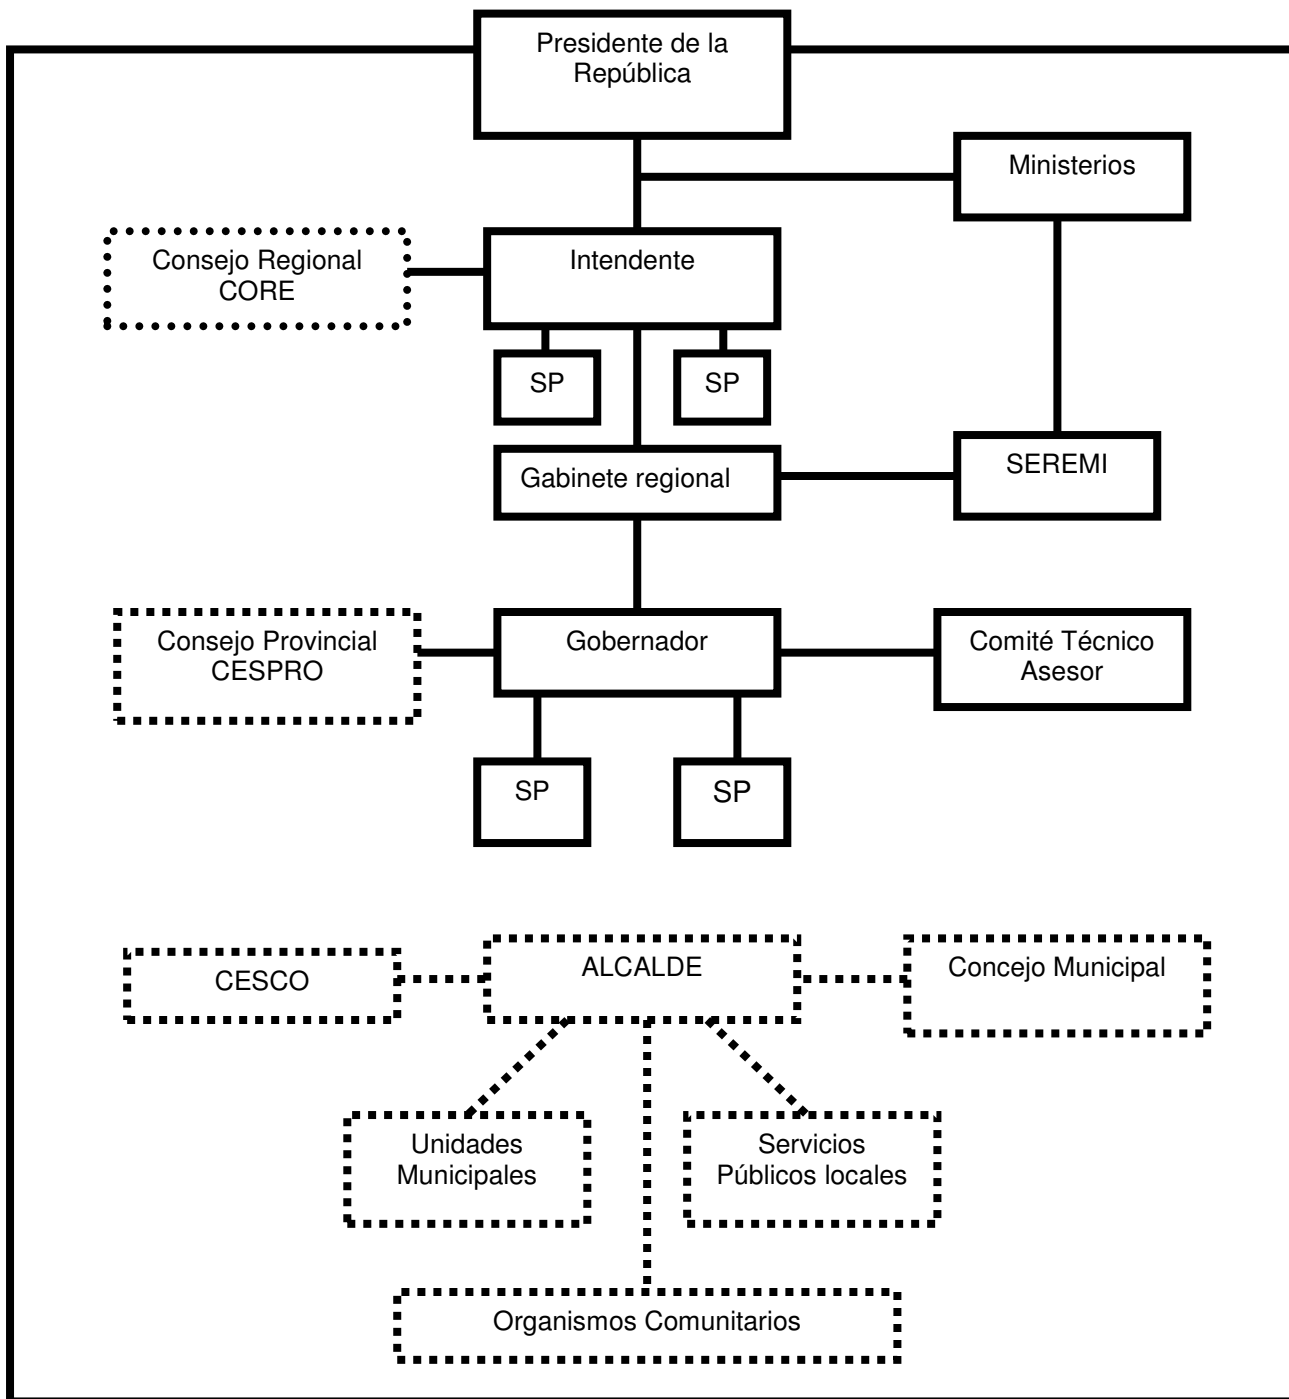 Presidente de la
República
Ministerios
Consejo Regional
CORE
Intendente
SP
SP
Gabinete regional
SEREMI
Consejo Provincial
CESPRO
Gobernador
Comité Técnico
Asesor
SP
SP
CESCO
ALCALDE
Concejo Municipal
Unidades
Municipales
Servicios
Públicos locales
Organismos Comunitarios